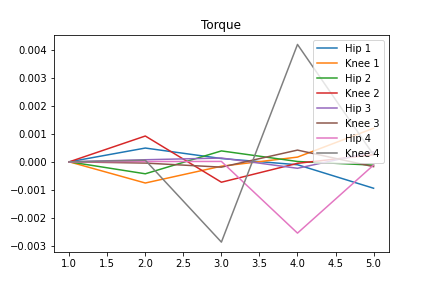 Torque
0.004
0.003
0.002
0.001
0.000
−0.001
−0.002
−0.003
1.0 1.5 2.0 2.5 3.0 3.5 4.0 4.5 5.0
Hip 1
Knee 1
Hip 2
Knee 2
Hip 3
Knee 3
Hip 4
Knee 4